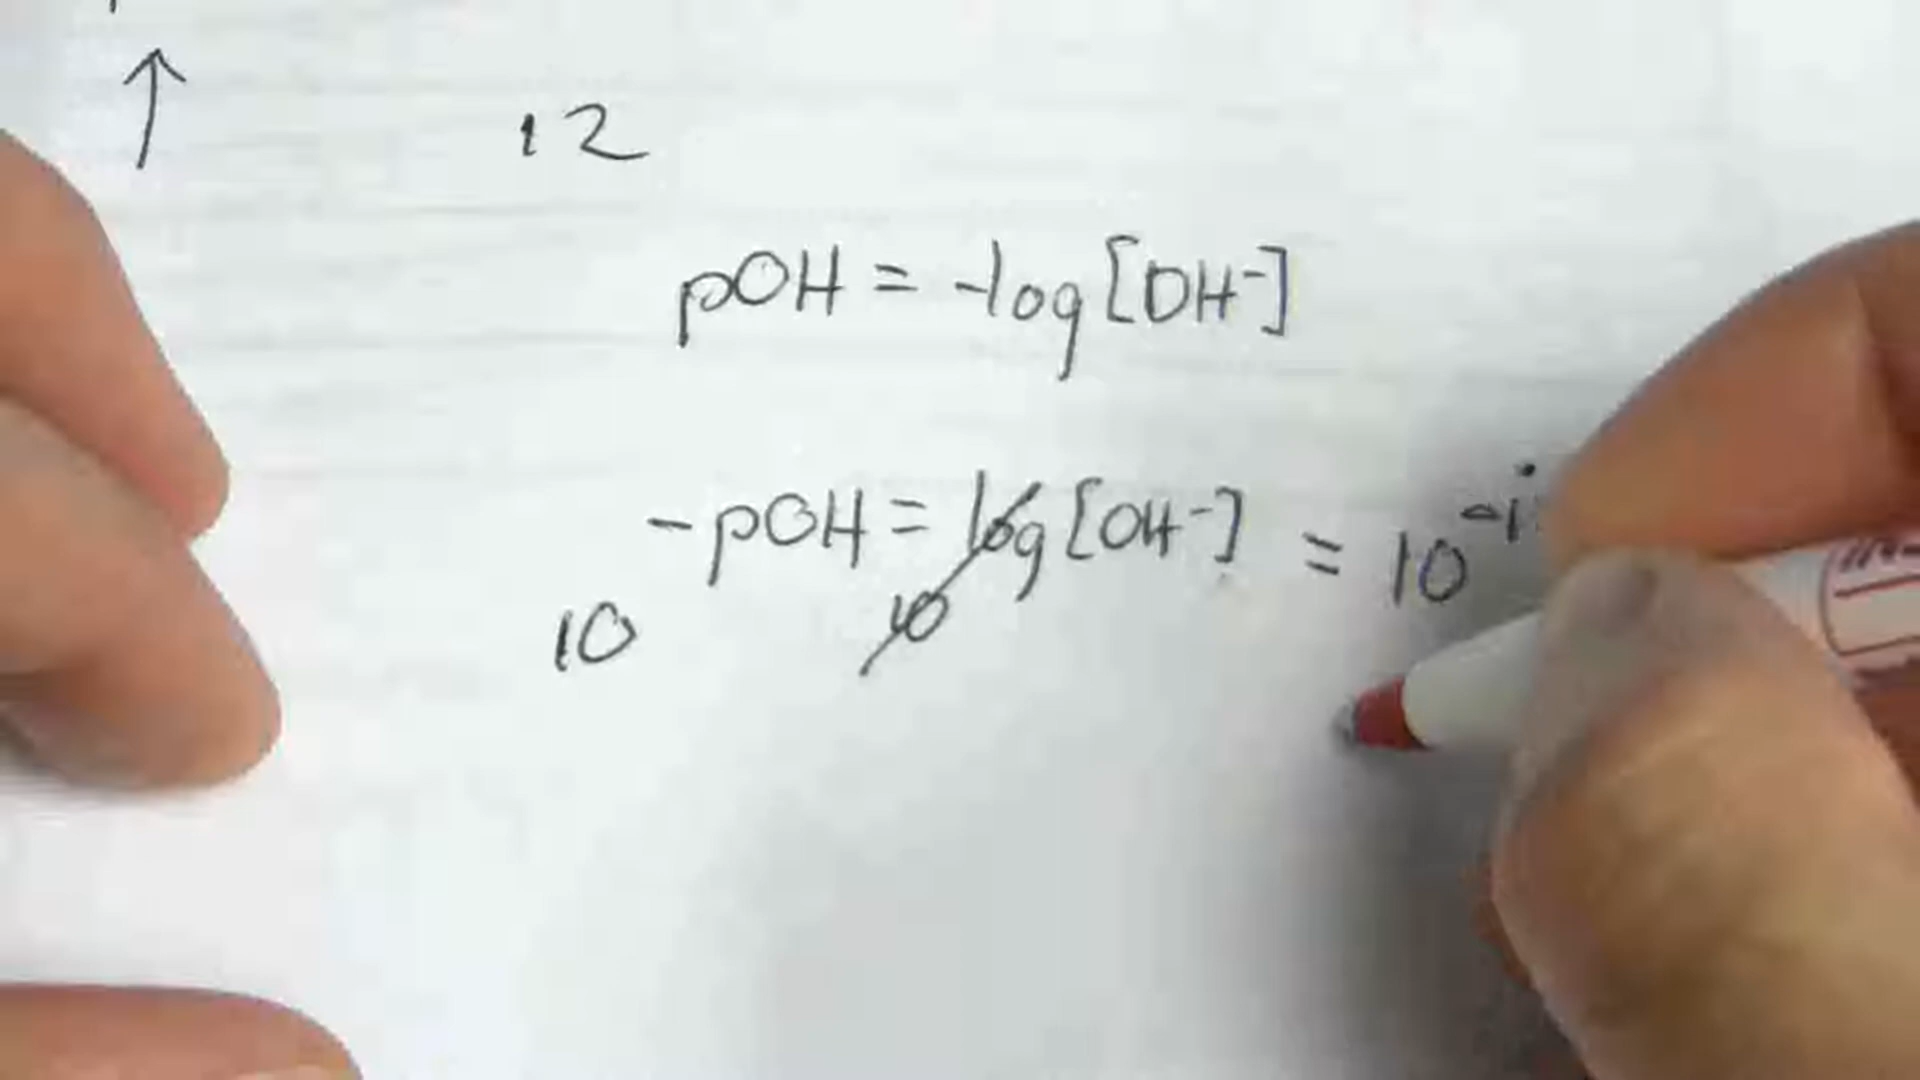 12
pOH = -log[OH-]
10 -pOH = 10 log[OH-] = 10